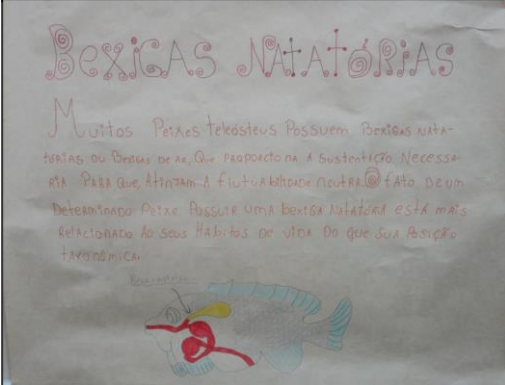 BEXIGAS NATATÓRIAS
Muitos Peixes teleósteus Possuem Bexigas NATA-
TÓRIAS OU Bexigas DE AR, Que PROPORCIONA A Sustentação Necessa-
RIA PARA Que, Atinjam A flutuabilidade neutra. O fato DE UM
Determinado Peixe Possuir uma bexiga Natatória está mais
Relacionado Ao Seus Hábitos DE VIDA Do Que SUA Posição
taxonômica.